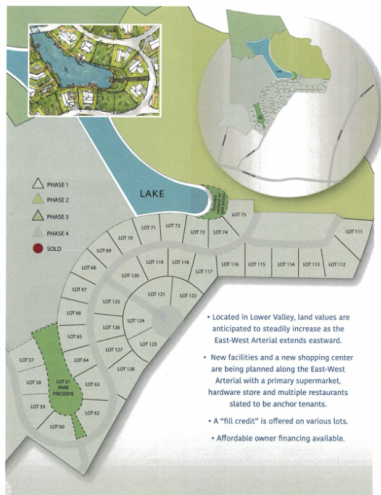 PHASE 1
PHASE 2
PHASE 3
PHASE 4
SOLD
LAKE
LOT 75
LOT 74
LOT 73
LOT 72
LOT 71
LOT 70
LOT 69
LOT 68
LOT 67
LOT 66
LOT 65
LOT 64
LOT 63
LOT 62
LOT 61
PARK
PRESERVE
LOT 60
LOT 59
LOT 58
LOT 57
LOT 111
LOT 112
LOT 113
LOT 114
LOT 115
LOT 116
LOT 117
LOT 118
LOT 119
LOT 120
LOT 121
LOT 122
LOT 123
LOT 124
LOT 125
LOT 126
LOT 127
LOT 128
• Located in Lower Valley, land values are
anticipated to steadily increase as the
East-West Arterial extends eastward.
• New facilities and a new shopping center
are being planned along the East-West
Arterial with a primary supermarket,
hardware store and multiple restaurants
slated to be anchor tenants.
• A "fill credit" is offered on various lots.
• Affordable owner financing available.